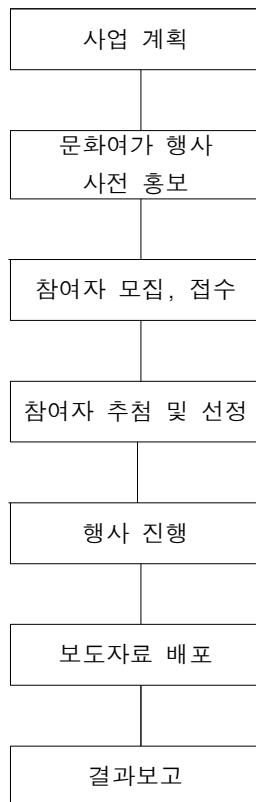 사업 계획
문화여가 행사
사전 홍보
참여자 모집, 접수
참여자 추첨 및 선정
행사 진행
보도자료 배포
결과보고